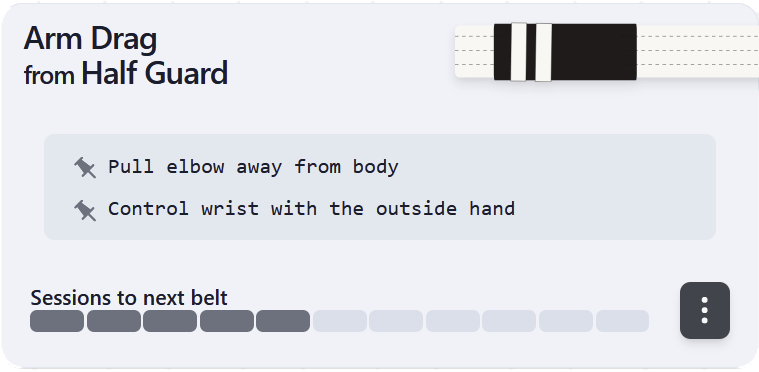 Arm Drag
from Half Guard
Pull elbow away from body
Control wrist with the outside hand
Sessions to next belt